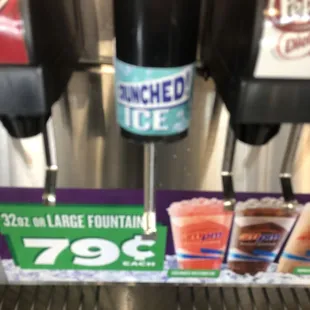 CRUNCHED!
ICE
32oz OR LARGE FOUNTAIN
79¢
EACH